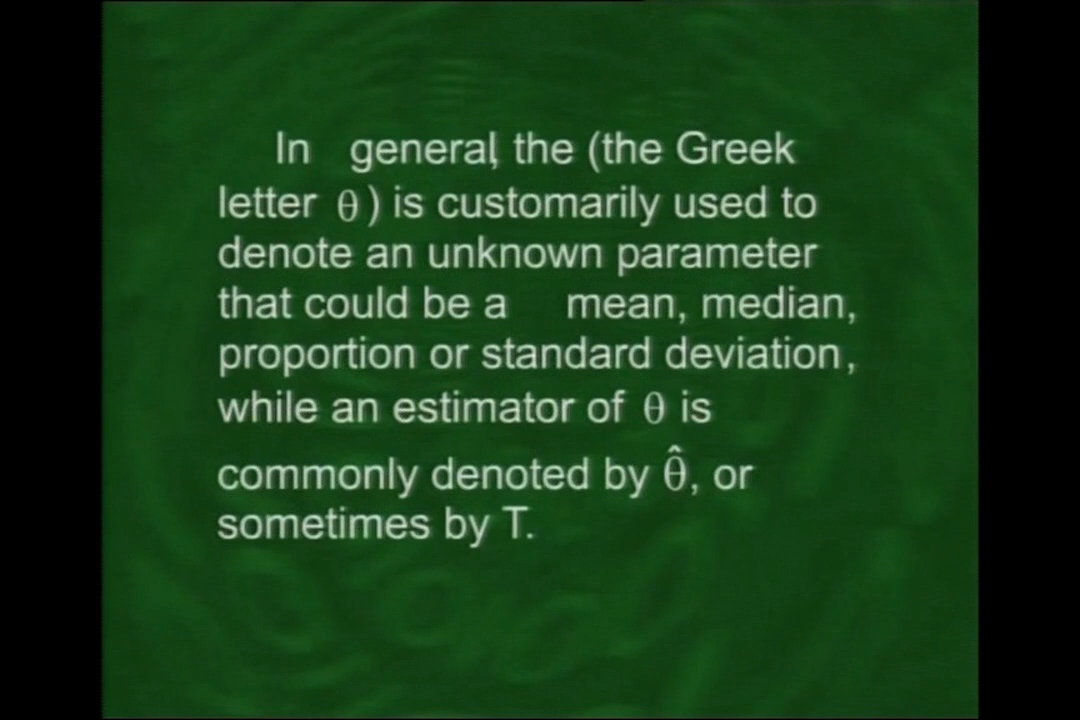 In general, the (the Greek
letter θ) is customarily used to
denote an unknown parameter
that could be a mean, median,
proportion or standard deviation,
while an estimator of θ is
commonly denoted by θ̂, or
sometimes by T.